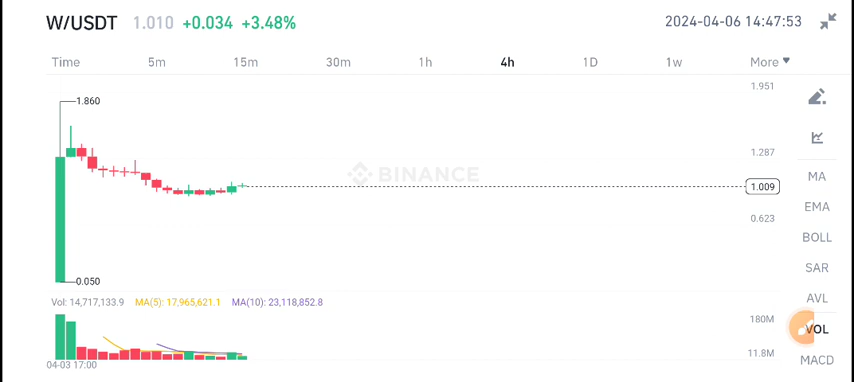 W/USDT 1.010 +0.034 +3.48% 2024-04-06 14:47:53
Time 5m 15m 30m 1h 4h 1D 1w More
1.951
1.860
1.287
BINANCE
MA
1.009
EMA
0.623
BOLL
SAR
0.050
Vol: 14,717,133.9 MA(5): 17,965,621.1 MA(10): 23,118,852.8
AVL
180M
VOL
11.8M
MACD
04-03 17:00